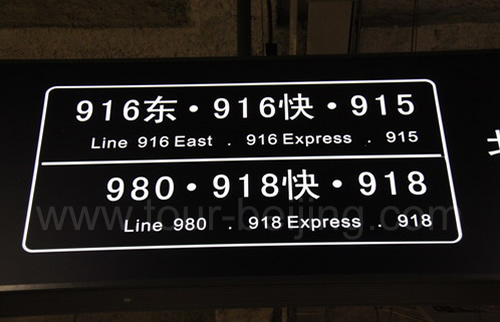 916东·916快·915
Line 916 East . 916 Express . 915
980·918快·918
Line 980 . 918 Express . 918
www.tour-beijing.com